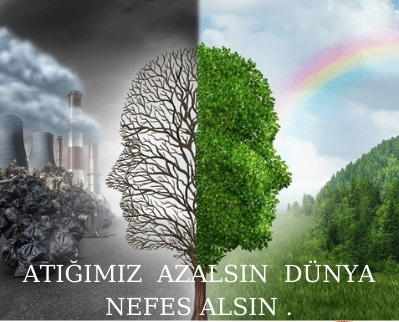 ATIĞIMIZ AZALSIN DÜNYA
NEFES ALSIN .